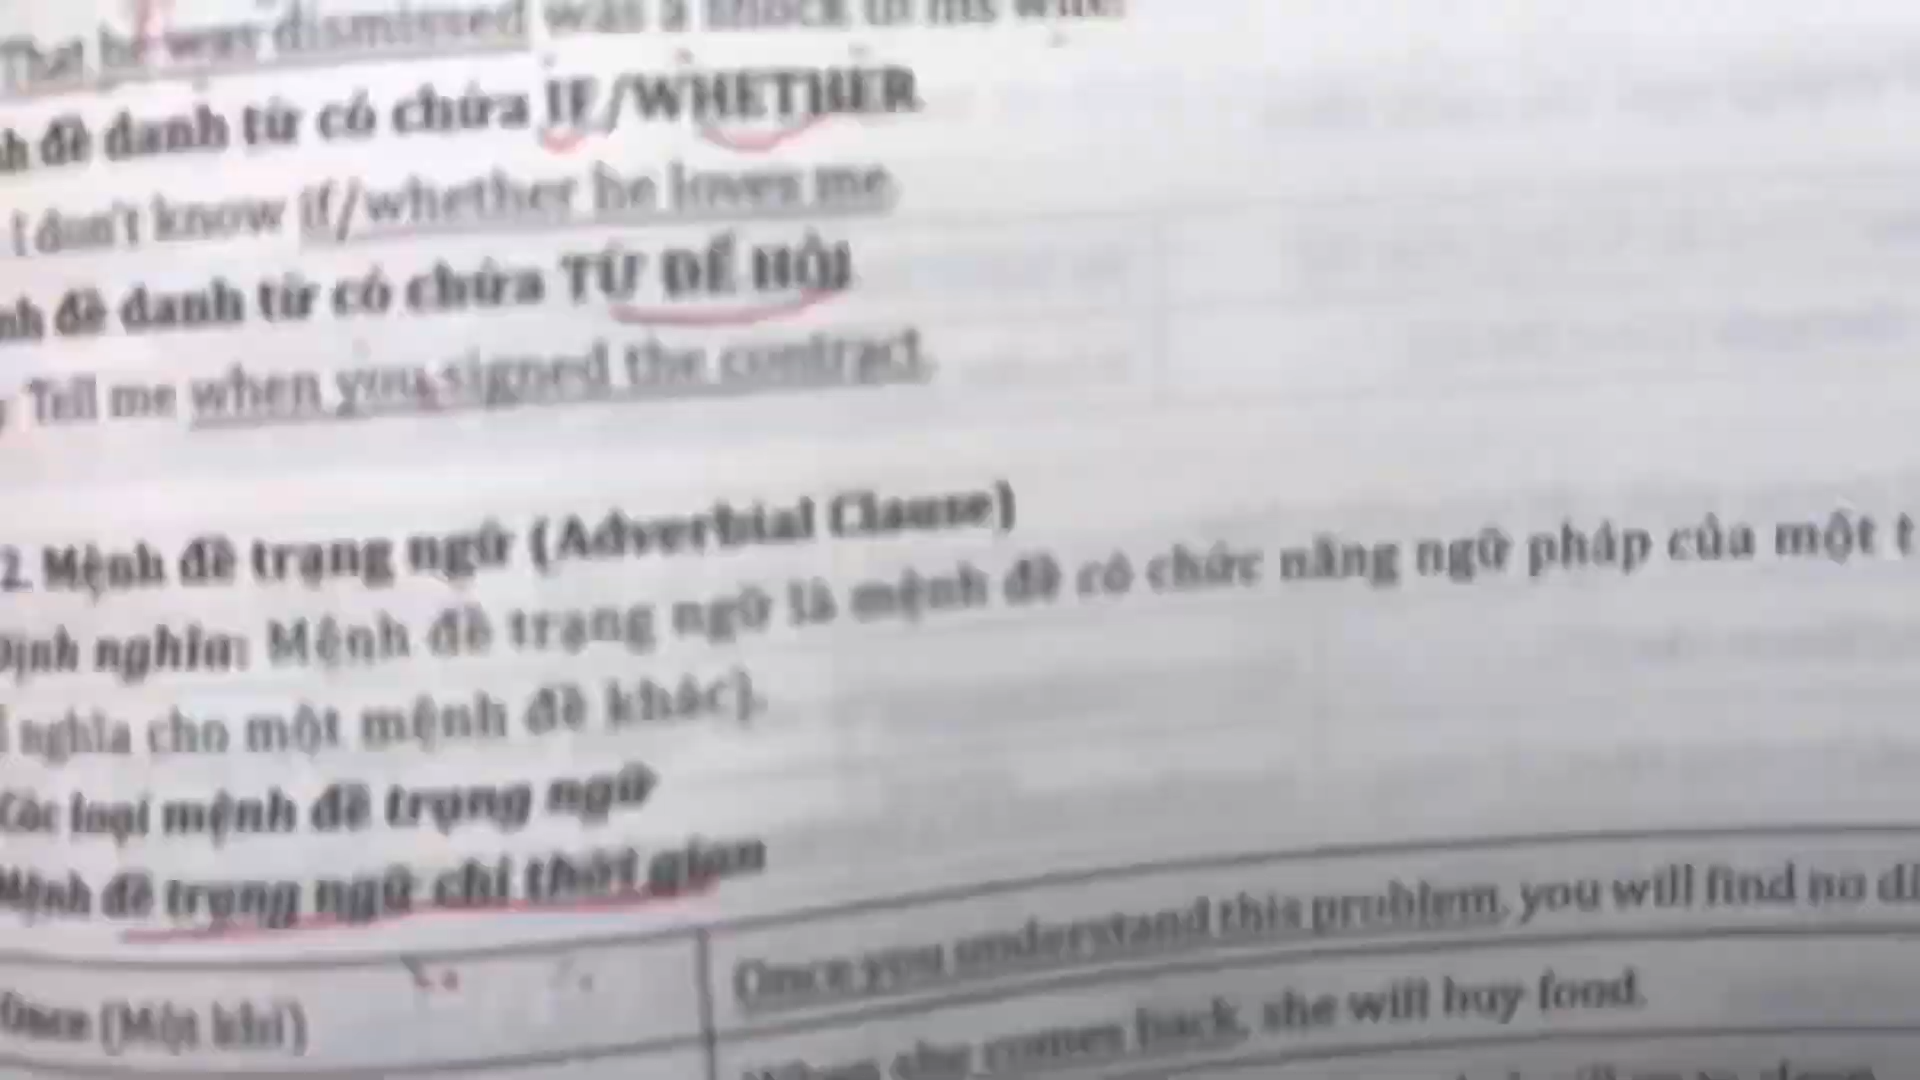 That he was dismissed was a shock to his wife.
h đề danh từ có chứa IF/WHETHER
I don't know if/whether he loves me
nh đề danh từ có chứa TỪ ĐỂ HỎI
Tell me when you signed the contract.
2. Mệnh đề trạng ngữ (Adverbial Clause)
Định nghĩa: Mệnh đề trạng ngữ là mệnh đề có chức năng ngữ pháp của một t
nghĩa cho một mệnh đề khác).
Các loại mệnh đề trạng ngữ
Mệnh đề trạng ngữ chỉ thời gian
Once you understand this problem, you will find no di
Once (Một khi)
When she comes back, she will buy food.